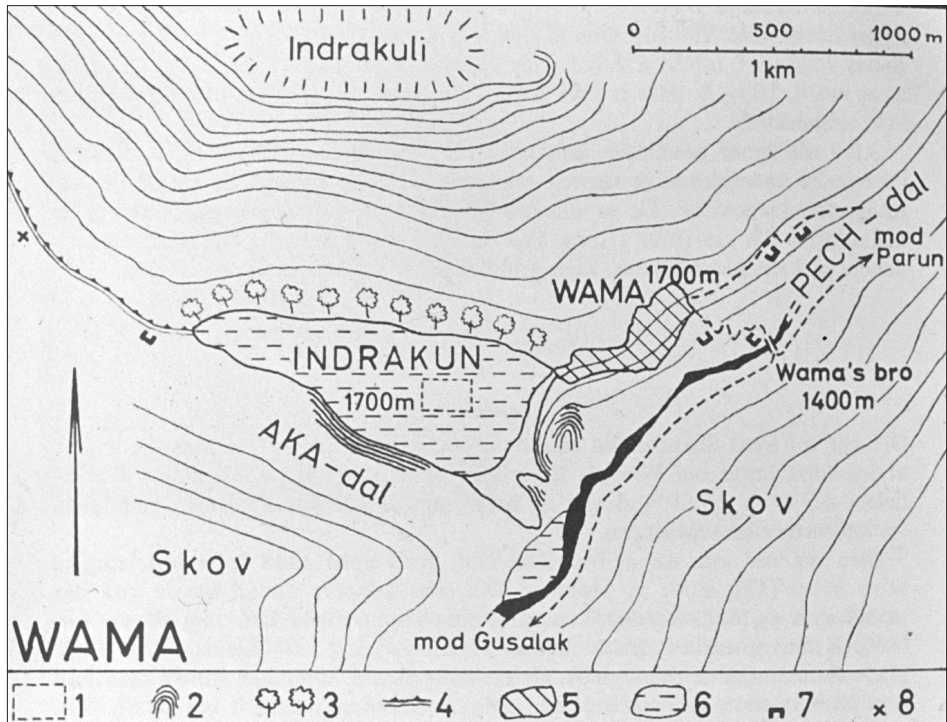 Indrakuli
0 500 1000 m
1 km
PECH dal
mod
Parun
1700m
WAMA
INDRAKUN
1700m
Wama's bro
1400m
AKA-dal
Skov
Skov
mod Gusalak
WAMA
1 2 3 4 5 6 7 8